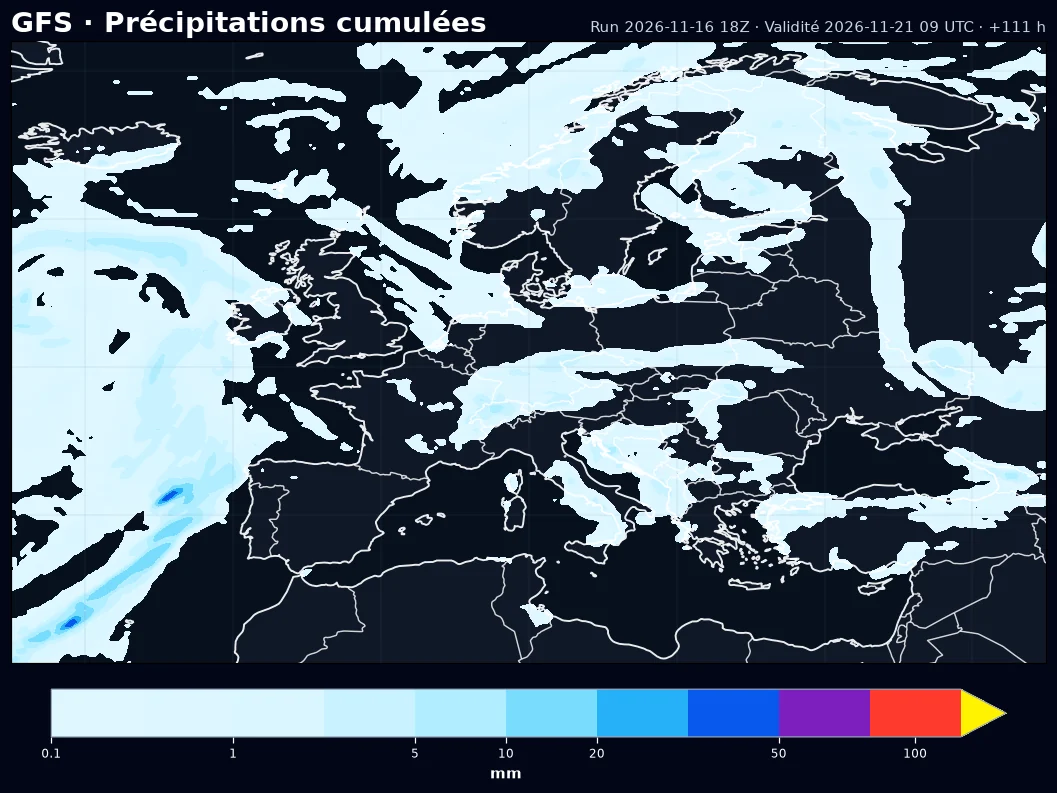 GFS · Précipitations cumulées
Run 2026-11-16 18Z · Validité 2026-11-21 09 UTC · +111 h
0.1 1 5 10 20 50 100
mm